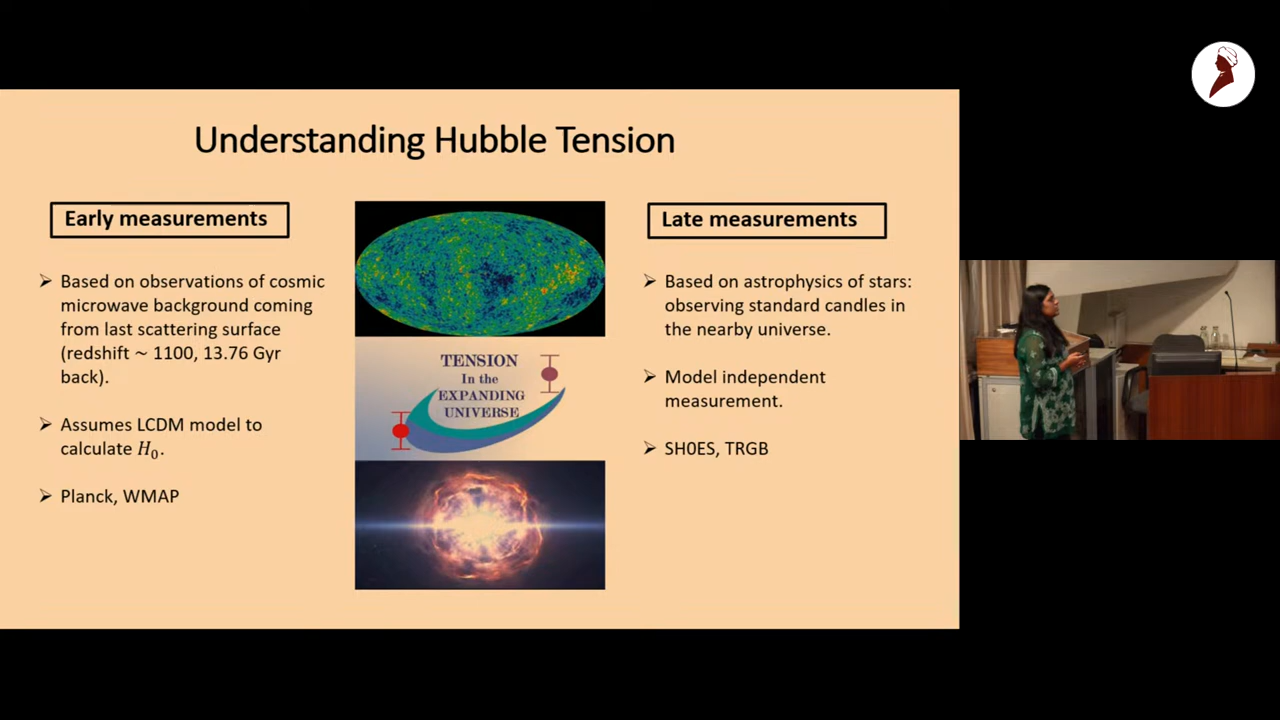 Understanding Hubble Tension
Early measurements
➢ Based on observations of cosmic
microwave background coming
from last scattering surface
(redshift ~ 1100, 13.76 Gyr
back).
➢ Assumes LCDM model to
calculate H₀.
➢ Planck, WMAP
TENSION
In the
EXPANDING
UNIVERSE
Late measurements
➢ Based on astrophysics of stars:
observing standard candles in
the nearby universe.
➢ Model independent
measurement.
➢ SH0ES, TRGB